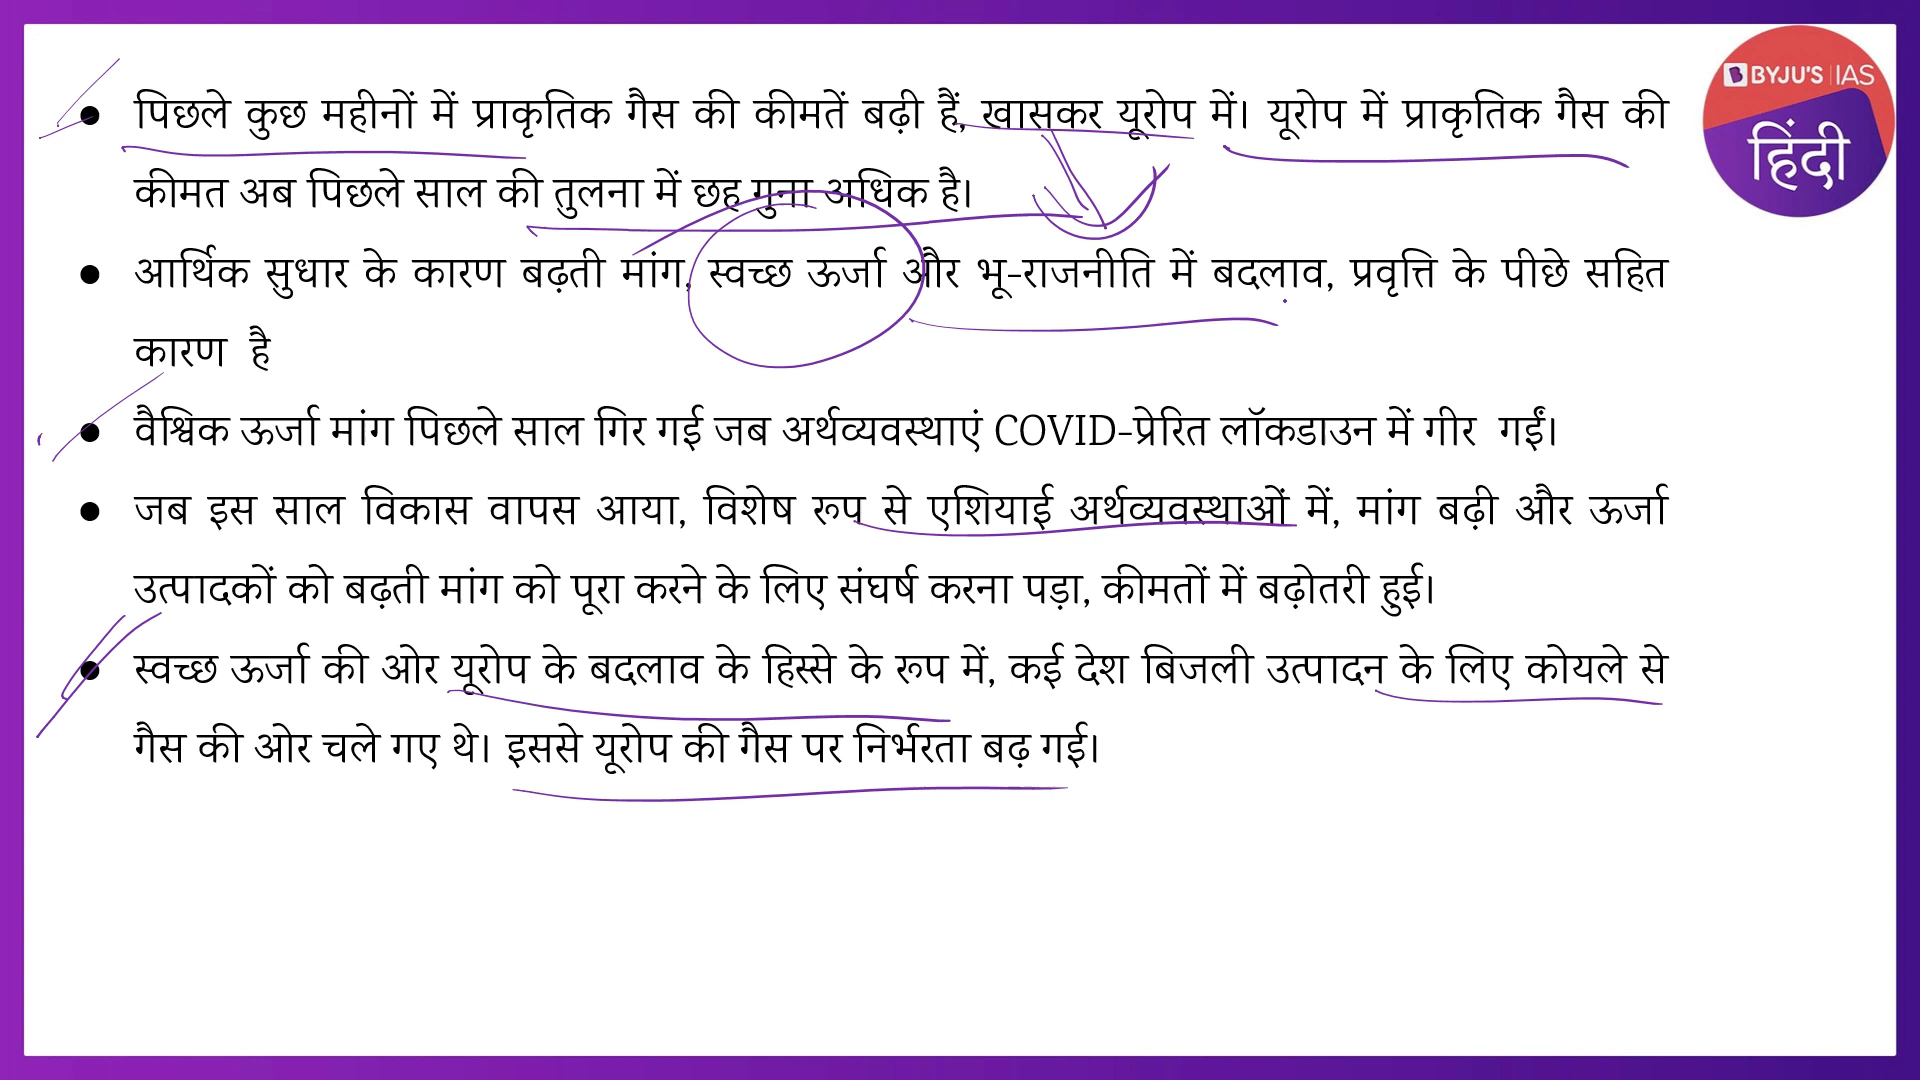 BYJU'S IAS
हिंदी
● पिछले कुछ महीनों में प्राकृतिक गैस की कीमतें बढ़ी हैं, खासकर यूरोप में। यूरोप में प्राकृतिक गैस की
कीमत अब पिछले साल की तुलना में छह गुना अधिक है।
● आर्थिक सुधार के कारण बढ़ती मांग, स्वच्छ ऊर्जा और भू-राजनीति में बदलाव, प्रवृत्ति के पीछे सहित
कारण है
● वैश्विक ऊर्जा मांग पिछले साल गिर गई जब अर्थव्यवस्थाएं COVID-प्रेरित लॉकडाउन में गीर गईं।
● जब इस साल विकास वापस आया, विशेष रूप से एशियाई अर्थव्यवस्थाओं में, मांग बढ़ी और ऊर्जा
उत्पादकों को बढ़ती मांग को पूरा करने के लिए संघर्ष करना पड़ा, कीमतों में बढ़ोतरी हुई।
● स्वच्छ ऊर्जा की ओर यूरोप के बदलाव के हिस्से के रूप में, कई देश बिजली उत्पादन के लिए कोयले से
गैस की ओर चले गए थे। इससे यूरोप की गैस पर निर्भरता बढ़ गई।